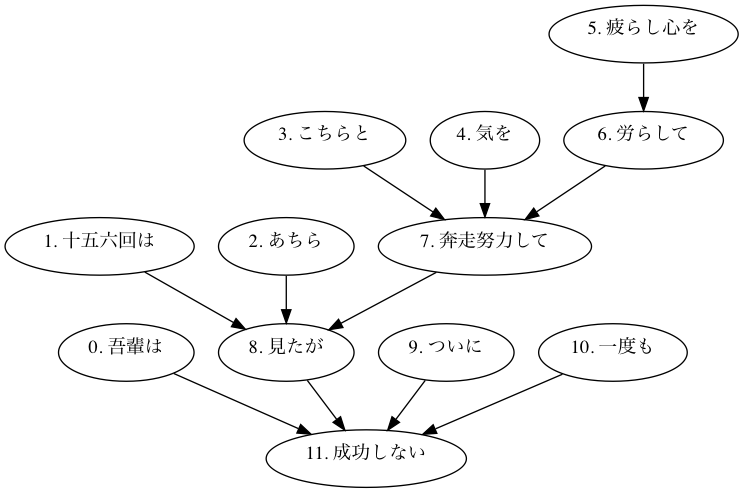 5. 疲らし心を
3. こちらと
4. 気を
6. 労らして
1. 十五六回は
2. あちら
7. 奔走努力して
0. 吾輩は
8. 見たが
9. ついに
10. 一度も
11. 成功しない